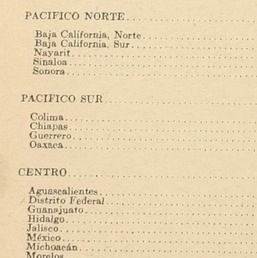 PACIFICO NORTE
Baja California, Norte
Baja California, Sur
Nayarit
Sinaloa
Sonora
PACIFICO SUR
Colima
Chiapas
Guerrero
Oaxaca
CENTRO
Aguascalientes
Distrito Federal
Guanajuato
Hidalgo
Jalisco
México
Michoacán
Morelos